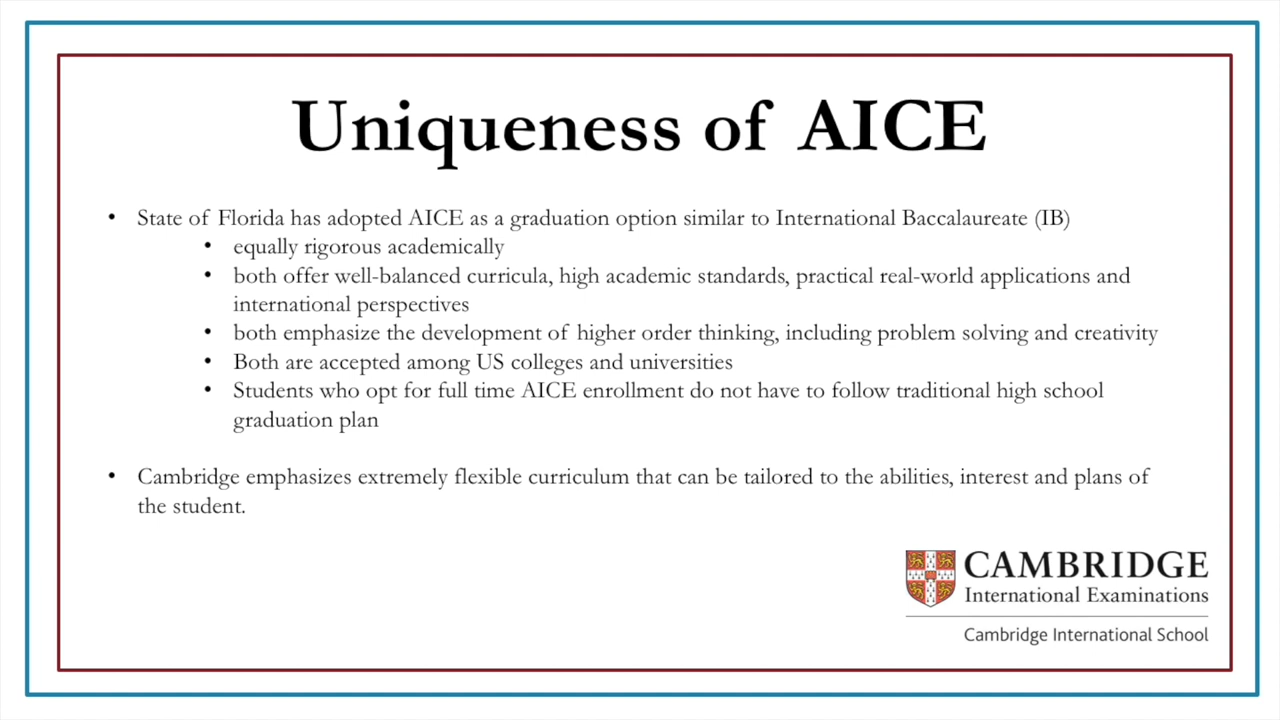 Uniqueness of AICE
• State of Florida has adopted AICE as a graduation option similar to International Baccalaureate (IB)
• equally rigorous academically
• both offer well-balanced curricula, high academic standards, practical real-world applications and
international perspectives
• both emphasize the development of higher order thinking, including problem solving and creativity
• Both are accepted among US colleges and universities
• Students who opt for full time AICE enrollment do not have to follow traditional high school
graduation plan
• Cambridge emphasizes extremely flexible curriculum that can be tailored to the abilities, interest and plans of
the student.
CAMBRIDGE
International Examinations
Cambridge International School